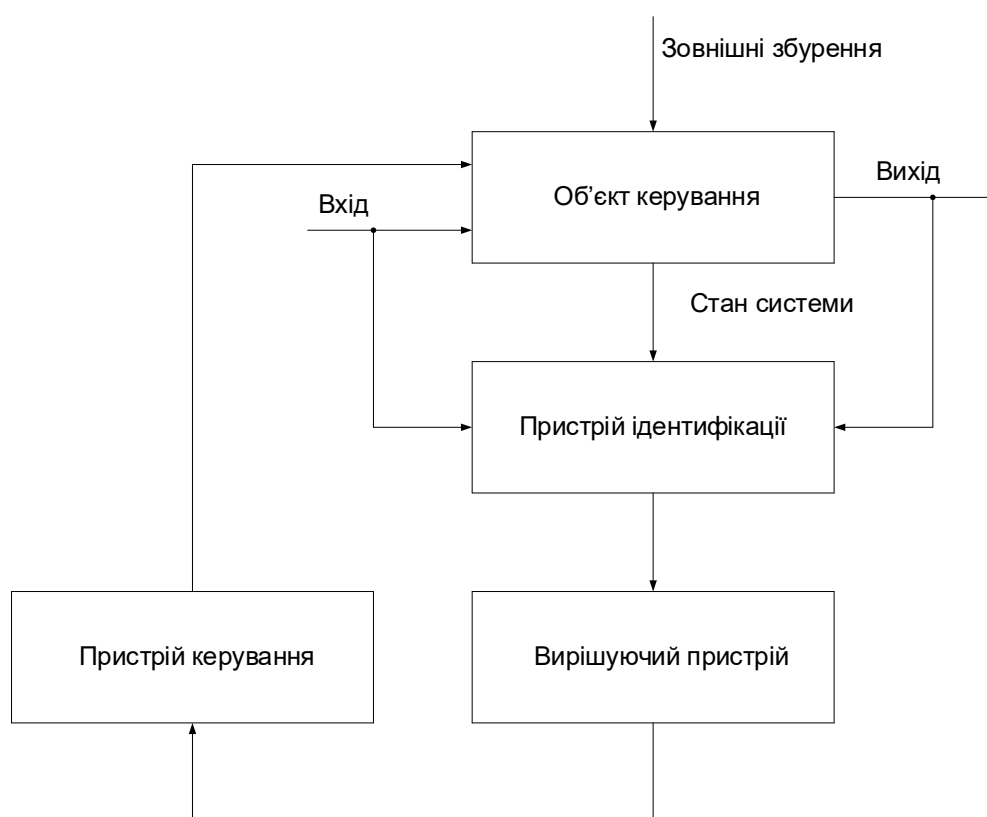 Зовнішні збурення
Вихід
Об’єкт керування
Вхід
Стан системи
Пристрій ідентифікації
Пристрій керування
Вирішуючий пристрій